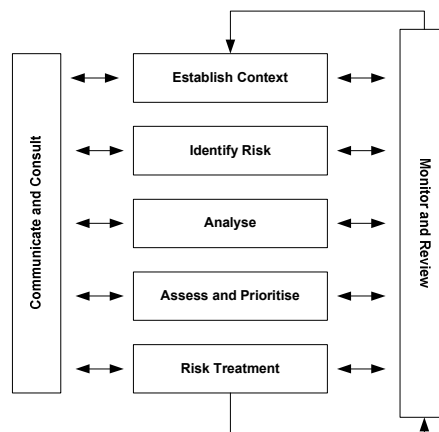 Establish Context
Communicate and Consult
Identify Risk
Monitor and Review
Analyse
Assess and Prioritise
Risk Treatment